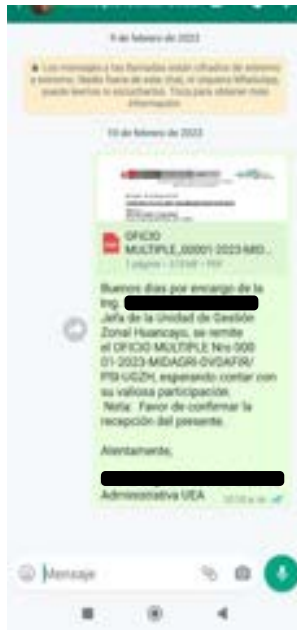 9 de febrero de 2023
Los mensajes y las llamadas están cifrados de extremo
a extremo. Nadie fuera de este chat, ni siquiera WhatsApp,
puede leerlos ni escucharlos. Toca para obtener más
información.
10 de febrero de 2023
OFICIO
MULTIPLE_00001-2023-MID...
1 página • PDF
Buenos días por encargo de la
Ing.
Jefa de la Unidad de Gestión
Zonal Huancayo, se remite
el OFICIO MULTIPLE Nro 000
01-2023-MIDAGRI-DVDAFIR/
PSI-UGZH, esperando contar con
su valiosa participación.
Nota: Favor de confirmar la
recepción del presente.
Atentamente,
Administrativa UEA
Mensaje